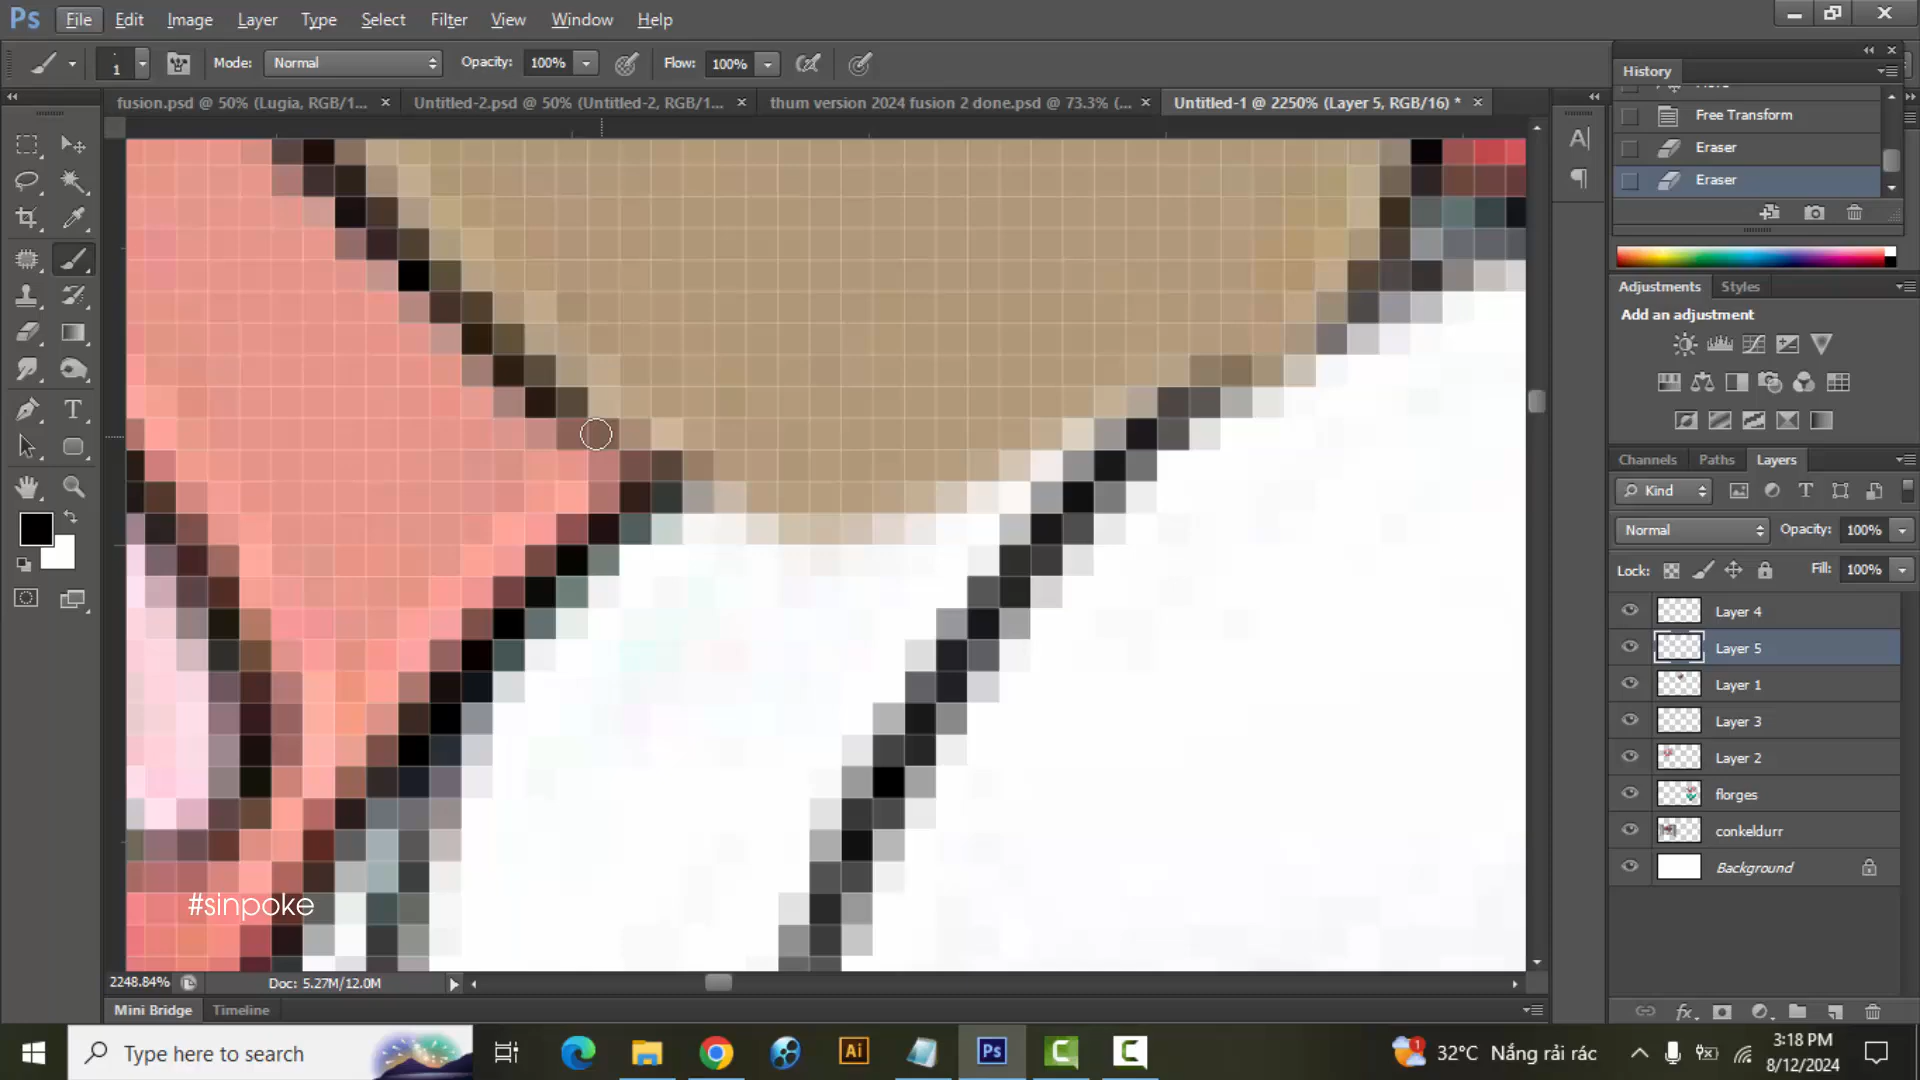 Ps File Edit Image Layer Type Select Filter View Window Help
1 Mode: Normal Opacity: 100% Flow: 100%
fusion.psd @ 50% (Lugia, RGB/1... Untitled-2.psd @ 50% (Untitled-2, RGB/1... thum version 2024 fusion 2 done.psd @ 73.3% (... Untitled-1 @ 2250% (Layer 5, RGB/16) *
History
Free Transform
Eraser
Eraser
Adjustments Styles
Add an adjustment
Channels Paths Layers
Kind
Normal Opacity: 100%
Lock: Fill: 100%
Layer 4
Layer 5
Layer 1
Layer 3
Layer 2
florges
conkeldurr
Background
#sinpoke
2248.84% Doc: 5.27M/12.0M
Mini Bridge Timeline
Type here to search
Ai Ps
1 32°C Nắng rải rác
3:18 PM
8/12/2024